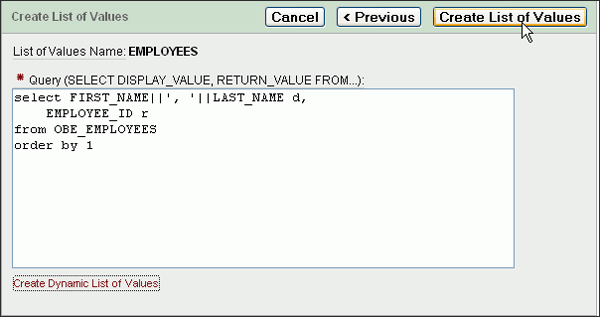 Create List of Values
Cancel
< Previous
Create List of Values
List of Values Name: EMPLOYEES
* Query (SELECT DISPLAY_VALUE, RETURN_VALUE FROM...):
select FIRST_NAME||', '||LAST_NAME d,
    EMPLOYEE_ID r
from OBE_EMPLOYEES
order by 1
Create Dynamic List of Values